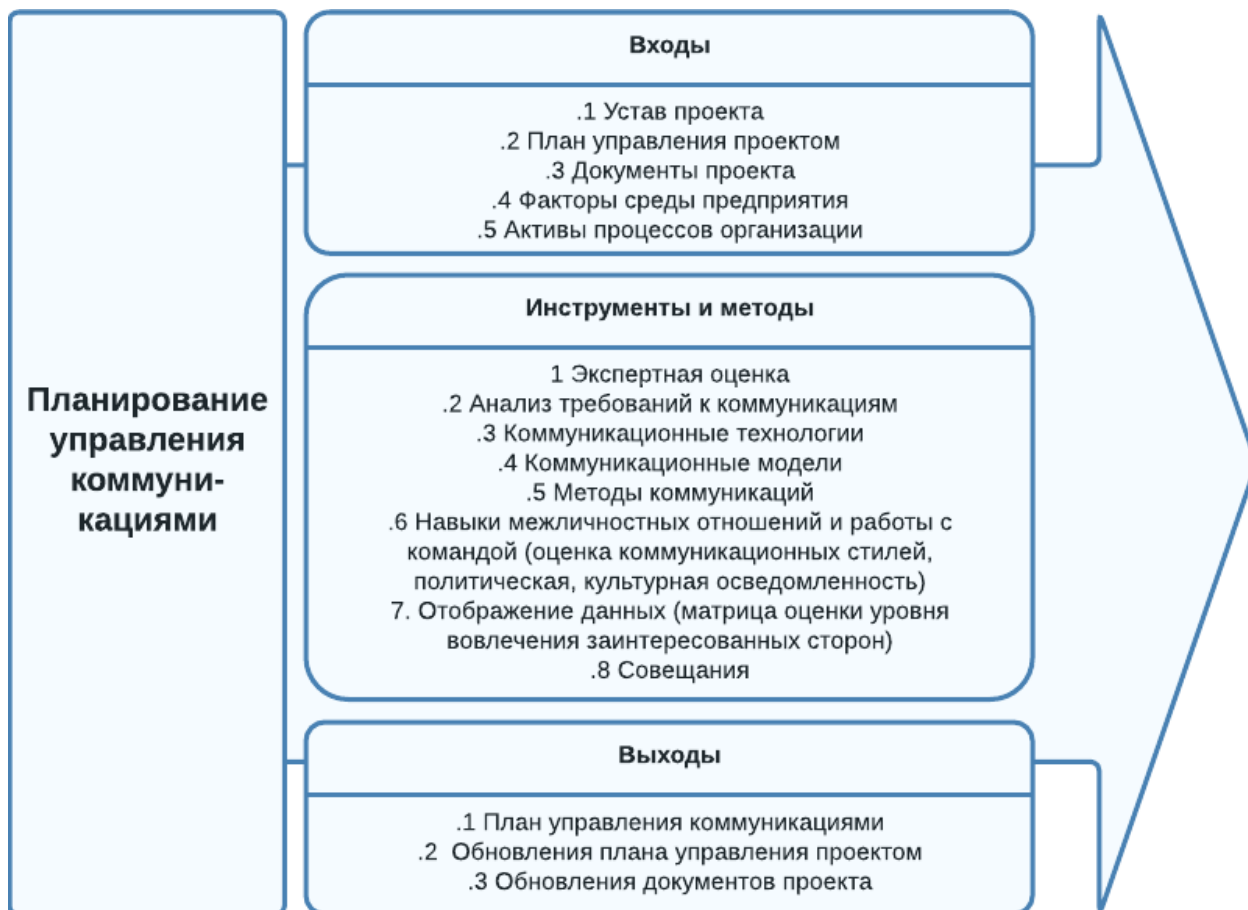 Планирование
управления
коммуни-
кациями
Входы
.1 Устав проекта
.2 План управления проектом
.3 Документы проекта
.4 Факторы среды предприятия
.5 Активы процессов организации
Инструменты и методы
1 Экспертная оценка
.2 Анализ требований к коммуникациям
.3 Коммуникационные технологии
.4 Коммуникационные модели
.5 Методы коммуникаций
.6 Навыки межличностных отношений и работы с
командой (оценка коммуникационных стилей,
политическая, культурная осведомленность)
7. Отображение данных (матрица оценки уровня
вовлечения заинтересованных сторон)
.8 Совещания
Выходы
.1 План управления коммуникациями
.2  Обновления плана управления проектом
.3 Обновления документов проекта